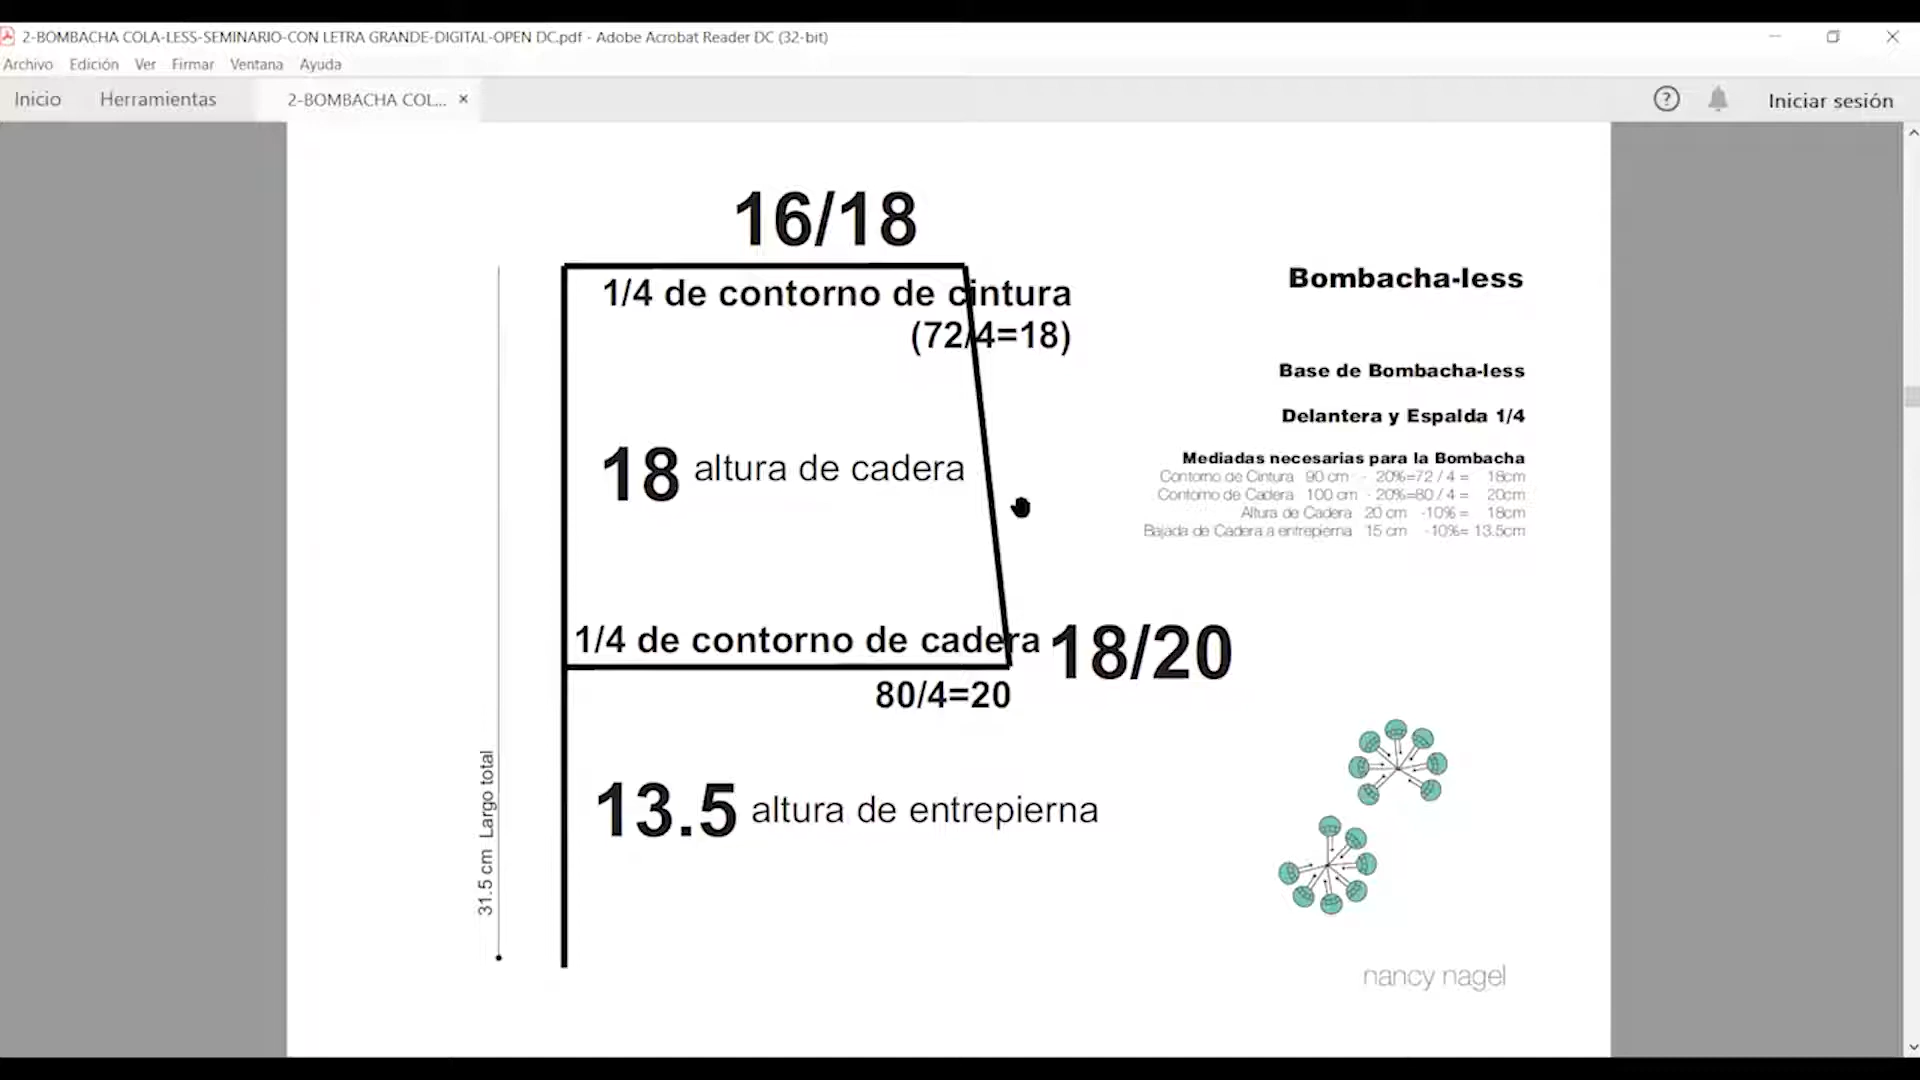 2-BOMBACHA COLA-LESS-SEMINARIO-CON LETRA GRANDE-DIGITAL-OPEN DC.pdf - Adobe Acrobat Reader DC (32-bit)
Archivo Edición Ver Firmar Ventana Ayuda
Inicio Herramientas 2-BOMBACHA COL... × ? Iniciar sesión
16/18
1/4 de contorno de cintura
(72/4=18)
18 altura de cadera
1/4 de contorno de cadera 18/20
80/4=20
13.5 altura de entrepierna
31.5 cm Largo total
Bombacha-less
Base de Bombacha-less
Delantera y Espalda 1/4
Mediadas necesarias para la Bombacha
Contorno de Cintura 90 cm - 20%=72 / 4 = 18cm
Contorno de Cadera 100 cm - 20%=80 / 4 = 20cm
Altura de Cadera 20 cm -10% = 18cm
Bajada de Cadera a entrepierna 15 cm -10%= 13.5cm
nancy nagel